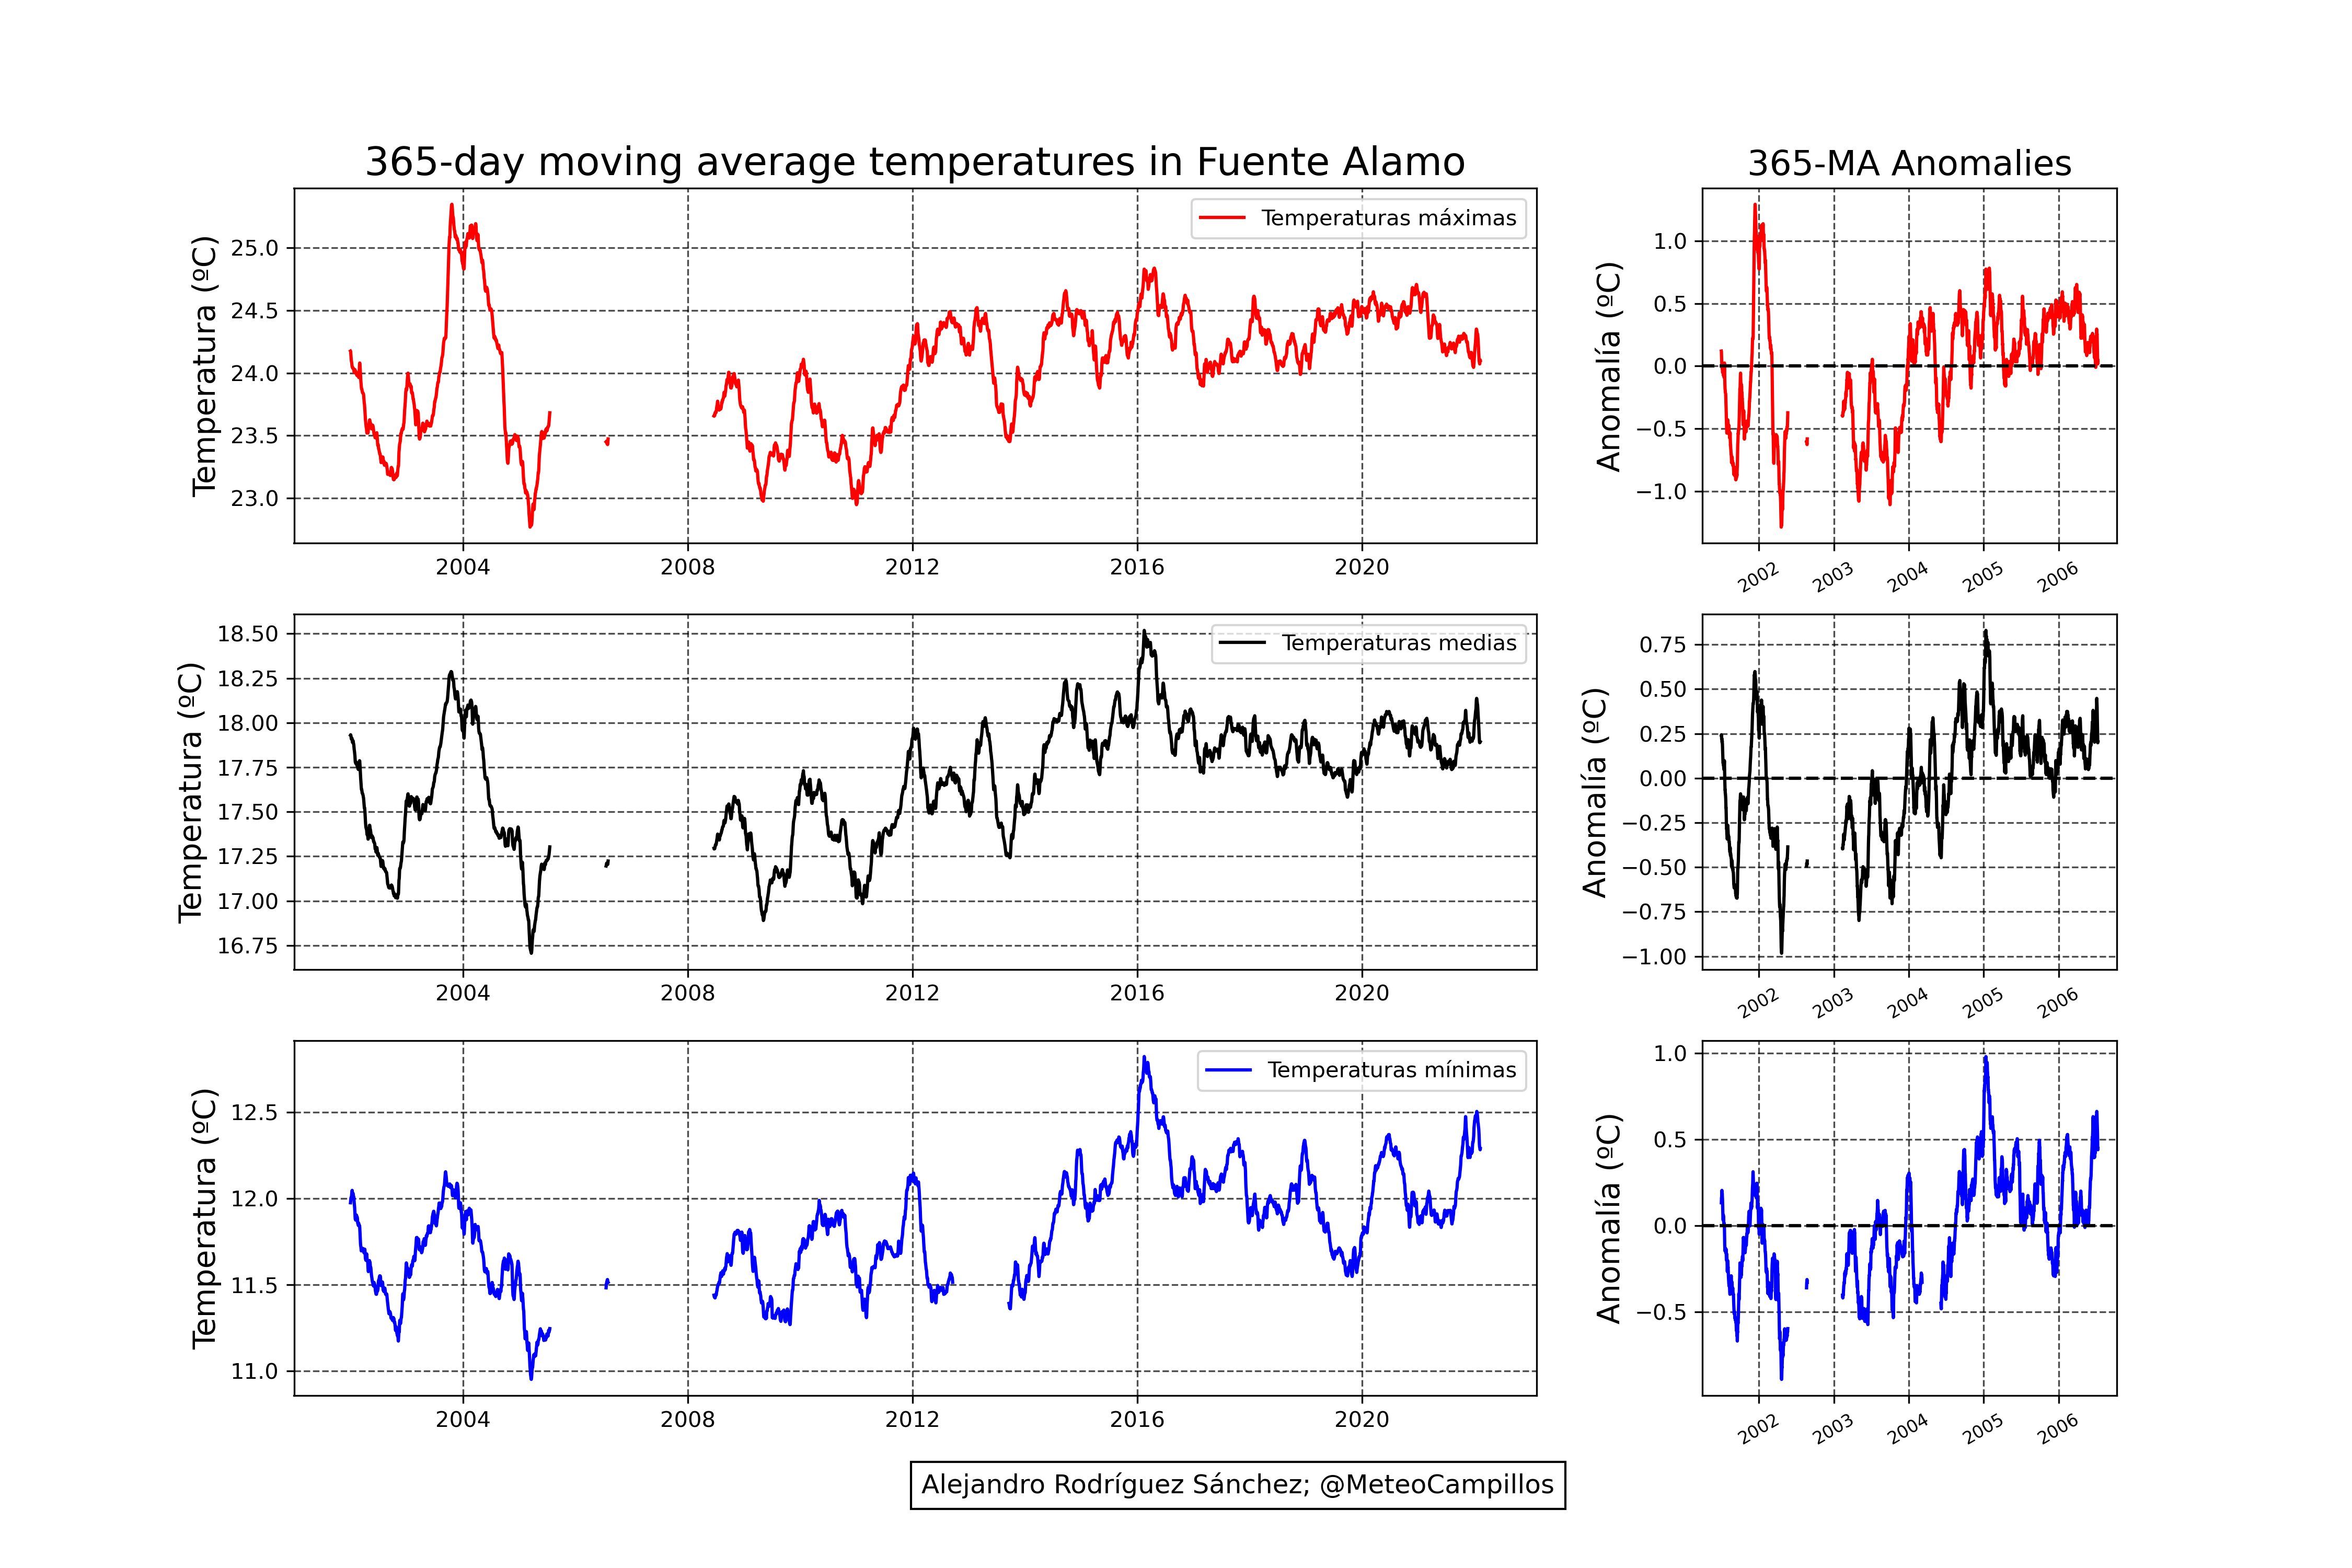 365-day moving average temperatures in Fuente Alamo
365-MA Anomalies
Temperatura (ºC)
25.0
24.5
24.0
23.5
23.0
Temperaturas máximas
2004 2008 2012 2016 2020
Anomalía (ºC)
1.0
0.5
0.0
−0.5
−1.0
2002 2003 2004 2005 2006
Temperatura (ºC)
18.50
18.25
18.00
17.75
17.50
17.25
17.00
16.75
Temperaturas medias
2004 2008 2012 2016 2020
Anomalía (ºC)
0.75
0.50
0.25
0.00
−0.25
−0.50
−0.75
−1.00
2002 2003 2004 2005 2006
Temperatura (ºC)
12.5
12.0
11.5
11.0
Temperaturas mínimas
2004 2008 2012 2016 2020
Anomalía (ºC)
1.0
0.5
0.0
−0.5
2002 2003 2004 2005 2006
Alejandro Rodríguez Sánchez; @MeteoCampillos